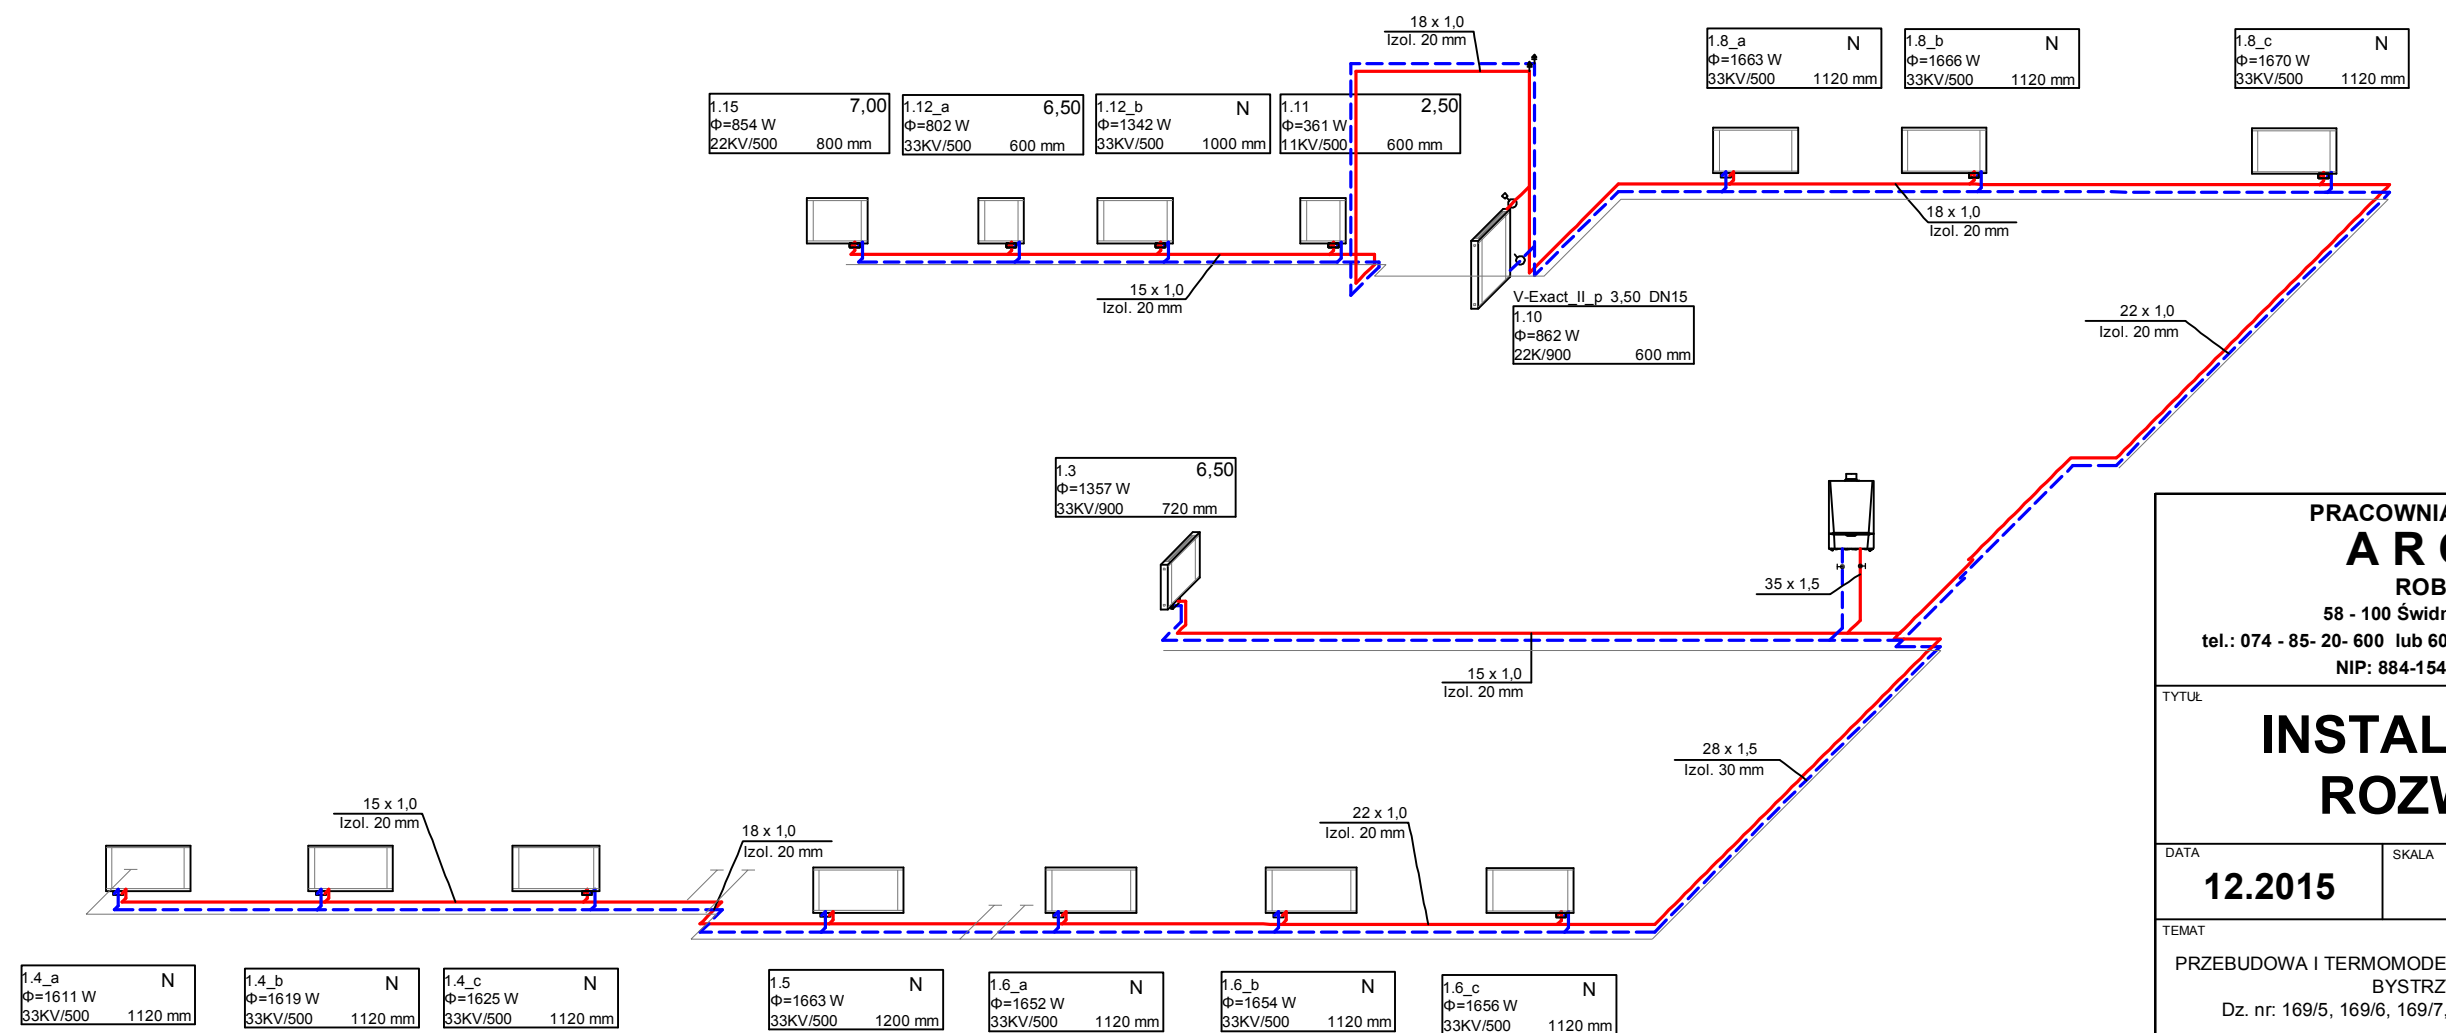 18 x 1,0
Izol. 20 mm
1.8_a N
Φ=1663 W
33KV/500 1120 mm
1.8_b N
Φ=1666 W
33KV/500 1120 mm
1.8_c N
Φ=1670 W
33KV/500 1120 mm
1.15 7,00
Φ=854 W
22KV/500 800 mm
1.12_a 6,50
Φ=802 W
33KV/500 600 mm
1.12_b N
Φ=1342 W
33KV/500 1000 mm
1.11 2,50
Φ=361 W
11KV/500 600 mm
18 x 1,0
Izol. 20 mm
15 x 1,0
Izol. 20 mm
V-Exact_II_p 3,50 DN15
1.10
Φ=862 W
22K/900 600 mm
22 x 1,0
Izol. 20 mm
1.3 6,50
Φ=1357 W
33KV/900 720 mm
35 x 1,5
15 x 1,0
Izol. 20 mm
28 x 1,5
Izol. 30 mm
15 x 1,0
Izol. 20 mm
18 x 1,0
Izol. 20 mm
22 x 1,0
Izol. 20 mm
1.4_a N
Φ=1611 W
33KV/500 1120 mm
1.4_b N
Φ=1619 W
33KV/500 1120 mm
1.4_c N
Φ=1625 W
33KV/500 1120 mm
1.5 N
Φ=1663 W
33KV/500 1200 mm
1.6_a N
Φ=1652 W
33KV/500 1120 mm
1.6_b N
Φ=1654 W
33KV/500 1120 mm
1.6_c N
Φ=1656 W
33KV/500 1120 mm
PRACOWNIA
A R
ROB
58 - 100 Świdn
tel.: 074 - 85- 20- 600 lub 60
NIP: 884-154
TYTUŁ
INSTAL
ROZW
DATA SKALA
12.2015
TEMAT
PRZEBUDOWA I TERMOMODE
BYSTRZ
Dz. nr: 169/5, 169/6, 169/7,